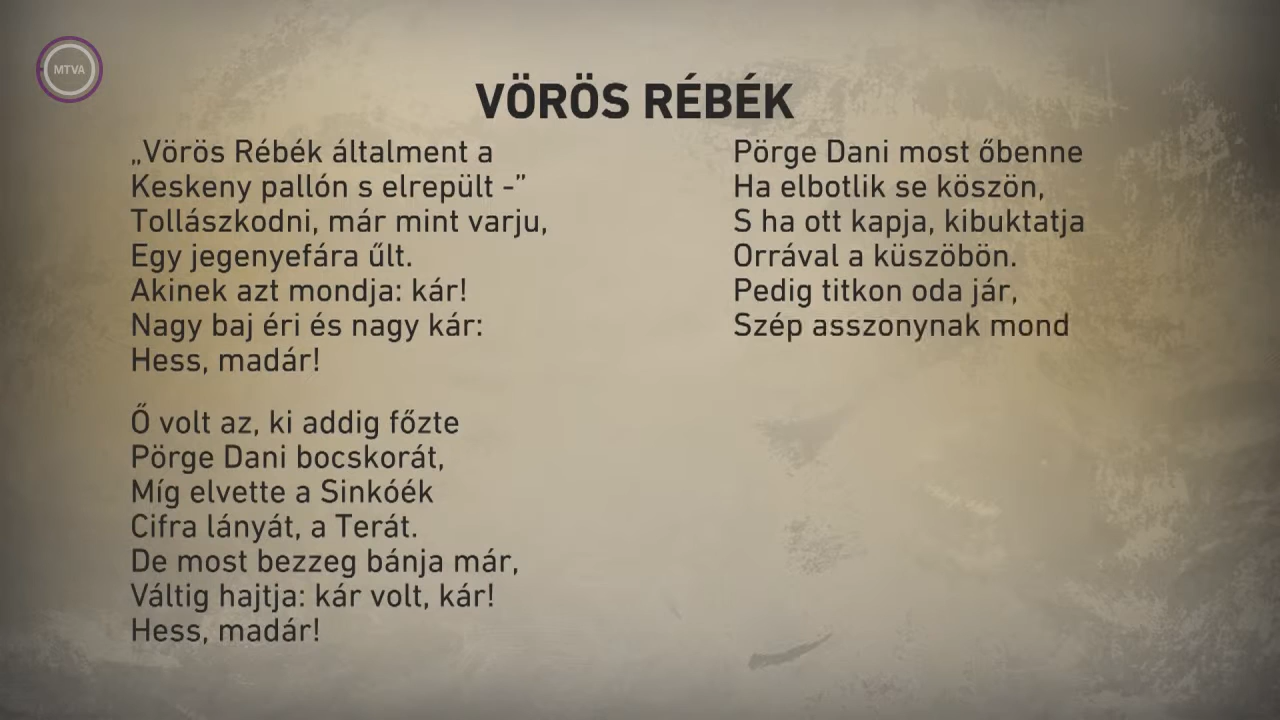 MTVA
VÖRÖS RÉBÉK
„Vörös Rébék általment a
Keskeny pallón s elrepült -”
Tollászkodni, már mint varju,
Egy jegenyefára űlt.
Akinek azt mondja: kár!
Nagy baj éri és nagy kár:
Hess, madár!
Ő volt az, ki addig főzte
Pörge Dani bocskorát,
Míg elvette a Sinkóék
Cifra lányát, a Terát.
De most bezzeg bánja már,
Váltig hajtja: kár volt, kár!
Hess, madár!
Pörge Dani most őbenne
Ha elbotlik se köszön,
S ha ott kapja, kibuktatja
Orrával a küszöbön.
Pedig titkon oda jár,
Szép asszonynak mond